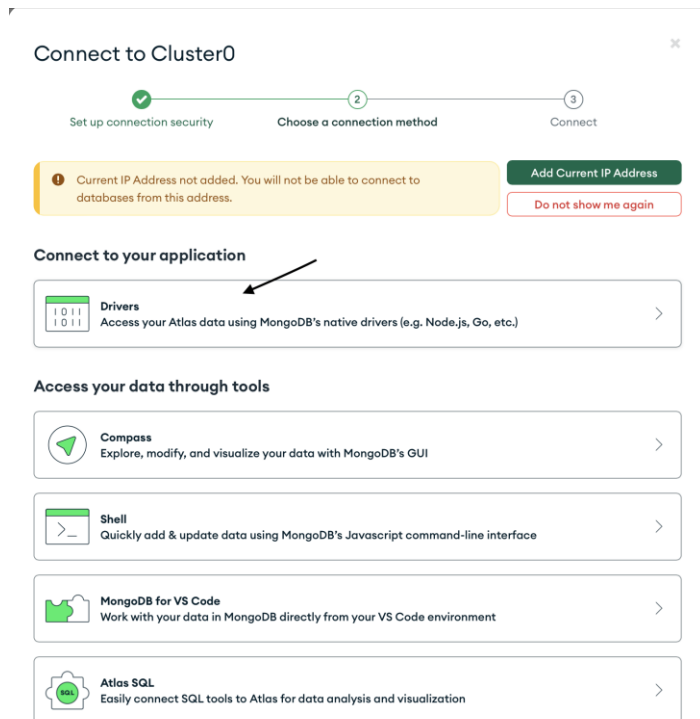 Connect to Cluster0
2
3
Set up connection security
Choose a connection method
Connect
Current IP Address not added. You will not be able to connect to
databases from this address.
Add Current IP Address
Do not show me again
Connect to your application
1011
1011
Drivers
Access your Atlas data using MongoDB's native drivers (e.g. Node.js, Go, etc.)
Access your data through tools
Compass
Explore, modify, and visualize your data with MongoDB's GUI
Shell
Quickly add & update data using MongoDB's Javascript command-line interface
MongoDB for VS Code
Work with your data in MongoDB directly from your VS Code environment
SQL
Atlas SQL
Easily connect SQL tools to Atlas for data analysis and visualization